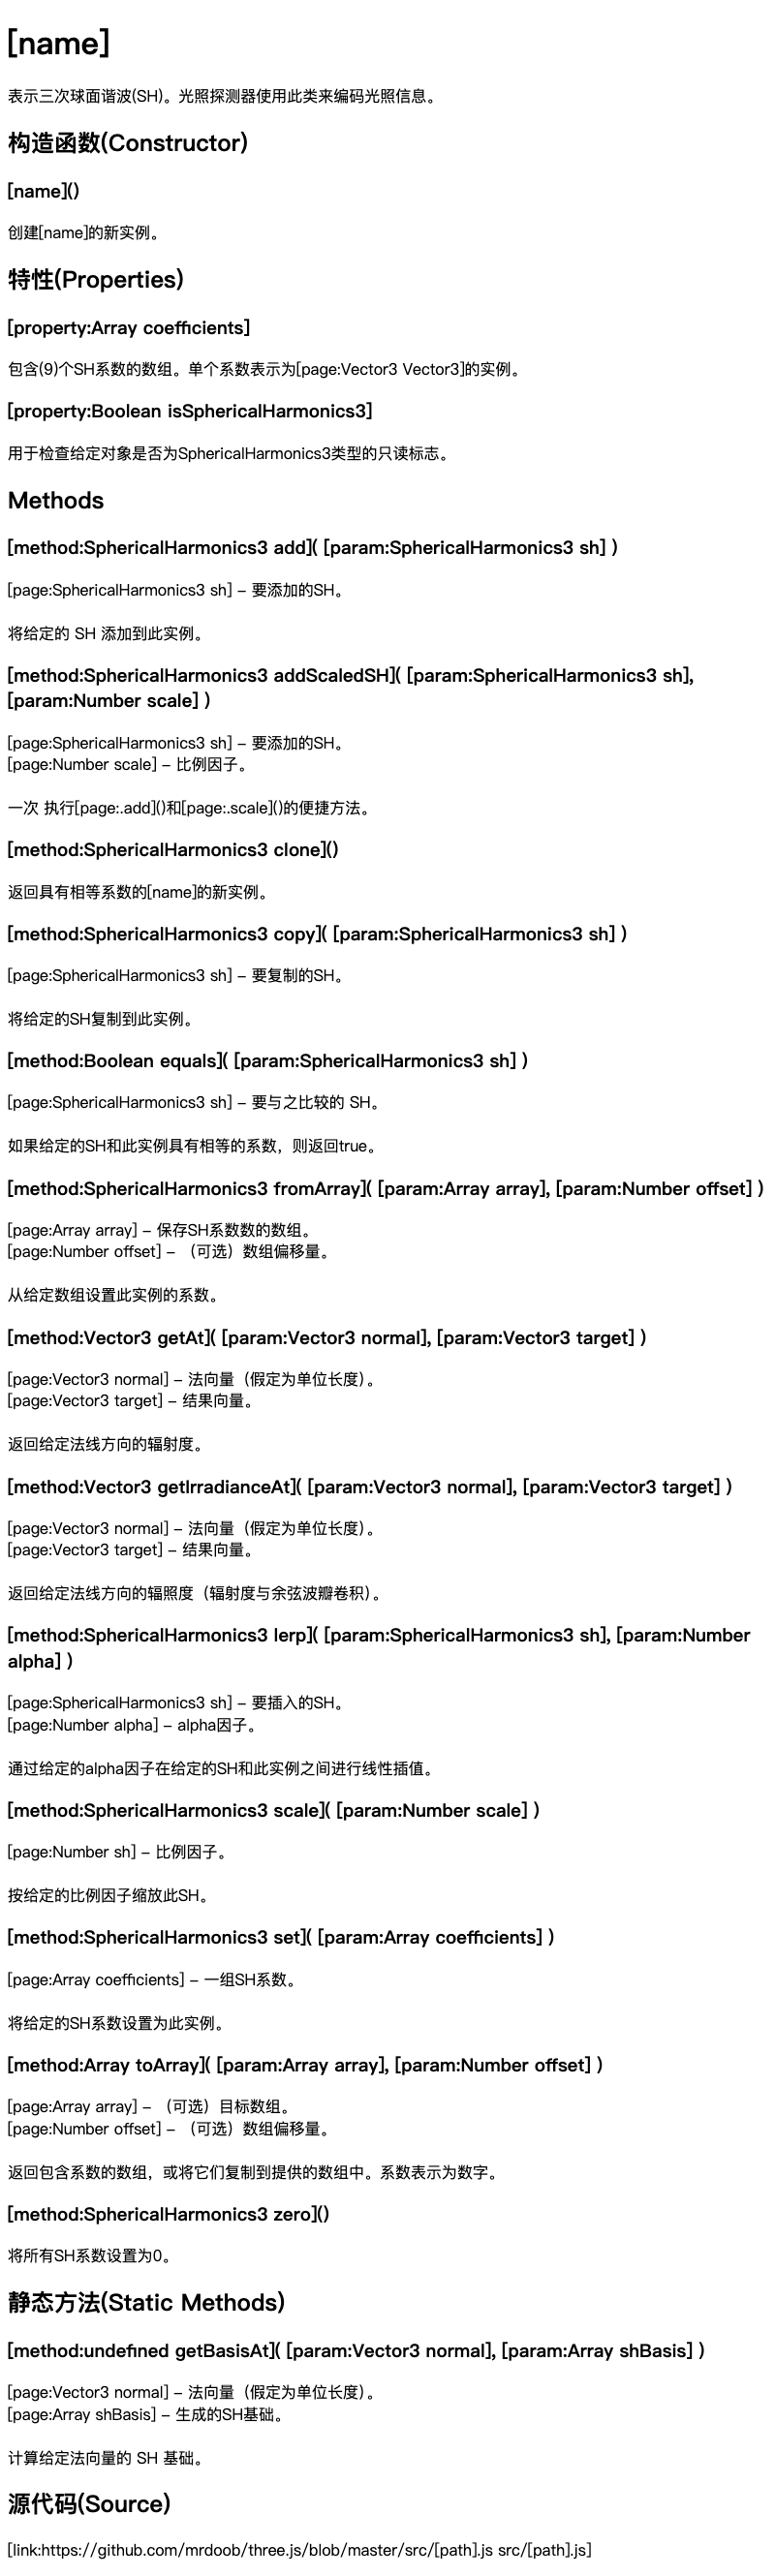 [name]
表示三次球面谐波(SH)。光照探测器使用此类来编码光照信息。
构造函数(Constructor)
[name]()
创建[name]的新实例。
特性(Properties)
[property:Array coefficients]
包含(9)个SH系数的数组。单个系数表示为[page:Vector3 Vector3]的实例。
[property:Boolean isSphericalHarmonics3]
用于检查给定对象是否为SphericalHarmonics3类型的只读标志。
Methods
[method:SphericalHarmonics3 add]( [param:SphericalHarmonics3 sh] )
[page:SphericalHarmonics3 sh] - 要添加的SH。
将给定的 SH 添加到此实例。
[method:SphericalHarmonics3 addScaledSH]( [param:SphericalHarmonics3 sh],
[param:Number scale] )
[page:SphericalHarmonics3 sh] - 要添加的SH。
[page:Number scale] - 比例因子。
一次 执行[page:.add]()和[page:.scale]()的便捷方法。
[method:SphericalHarmonics3 clone]()
返回具有相等系数的[name]的新实例。
[method:SphericalHarmonics3 copy]( [param:SphericalHarmonics3 sh] )
[page:SphericalHarmonics3 sh] - 要复制的SH。
将给定的SH复制到此实例。
[method:Boolean equals]( [param:SphericalHarmonics3 sh] )
[page:SphericalHarmonics3 sh] - 要与之比较的 SH。
如果给定的SH和此实例具有相等的系数，则返回true。
[method:SphericalHarmonics3 fromArray]( [param:Array array], [param:Number offset] )
[page:Array array] - 保存SH系数数的数组。
[page:Number offset] - （可选）数组偏移量。
从给定数组设置此实例的系数。
[method:Vector3 getAt]( [param:Vector3 normal], [param:Vector3 target] )
[page:Vector3 normal] - 法向量（假定为单位长度）。
[page:Vector3 target] - 结果向量。
返回给定法线方向的辐射度。
[method:Vector3 getIrradianceAt]( [param:Vector3 normal], [param:Vector3 target] )
[page:Vector3 normal] - 法向量（假定为单位长度）。
[page:Vector3 target] - 结果向量。
返回给定法线方向的辐照度（辐射度与余弦波瓣卷积）。
[method:SphericalHarmonics3 lerp]( [param:SphericalHarmonics3 sh], [param:Number
alpha] )
[page:SphericalHarmonics3 sh] - 要插入的SH。
[page:Number alpha] - alpha因子。
通过给定的alpha因子在给定的SH和此实例之间进行线性插值。
[method:SphericalHarmonics3 scale]( [param:Number scale] )
[page:Number sh] - 比例因子。
按给定的比例因子缩放此SH。
[method:SphericalHarmonics3 set]( [param:Array coefficients] )
[page:Array coefficients] - 一组SH系数。
将给定的SH系数设置为此实例。
[method:Array toArray]( [param:Array array], [param:Number offset] )
[page:Array array] - （可选）目标数组。
[page:Number offset] - （可选）数组偏移量。
返回包含系数的数组，或将它们复制到提供的数组中。系数表示为数字。
[method:SphericalHarmonics3 zero]()
将所有SH系数设置为0。
静态方法(Static Methods)
[method:undefined getBasisAt]( [param:Vector3 normal], [param:Array shBasis] )
[page:Vector3 normal] - 法向量（假定为单位长度）。
[page:Array shBasis] - 生成的SH基础。
计算给定法向量的 SH 基础。
源代码(Source)
[link:https://github.com/mrdoob/three.js/blob/master/src/[path].js src/[path].js]